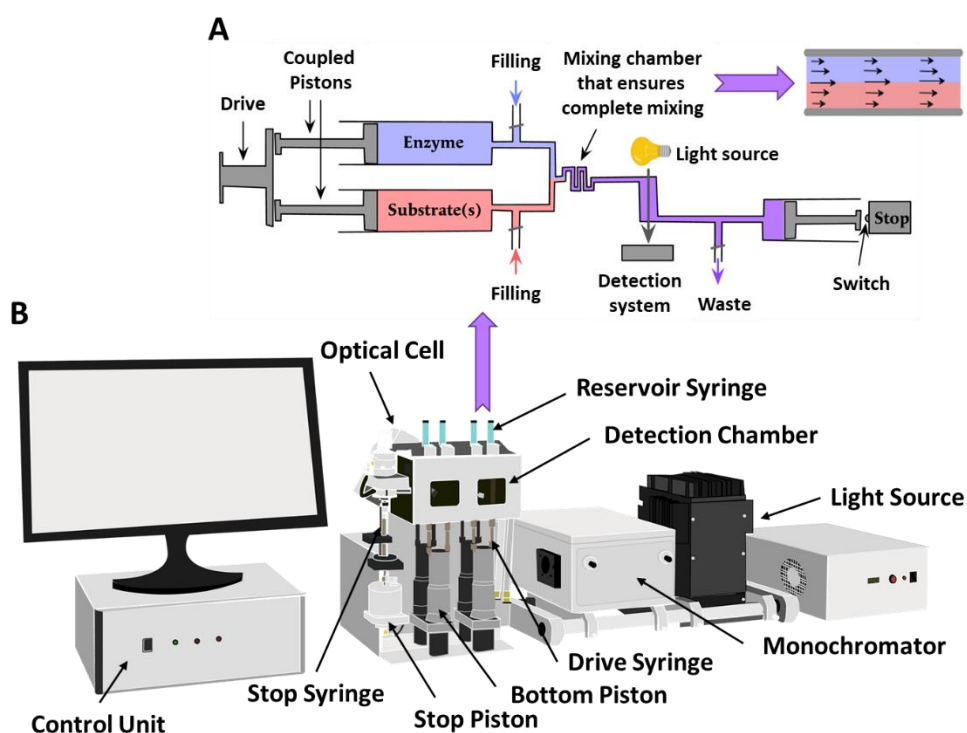 A
Coupled
Pistons
Drive
Filling
Mixing chamber
that ensures
complete mixing
Enzyme
Light source
Substrate(s)
Stop
Filling
Detection
system
Waste
Switch
B
Optical Cell
Reservoir Syringe
Detection Chamber
Light Source
Monochromator
Drive Syringe
Bottom Piston
Stop Syringe
Stop Piston
Control Unit